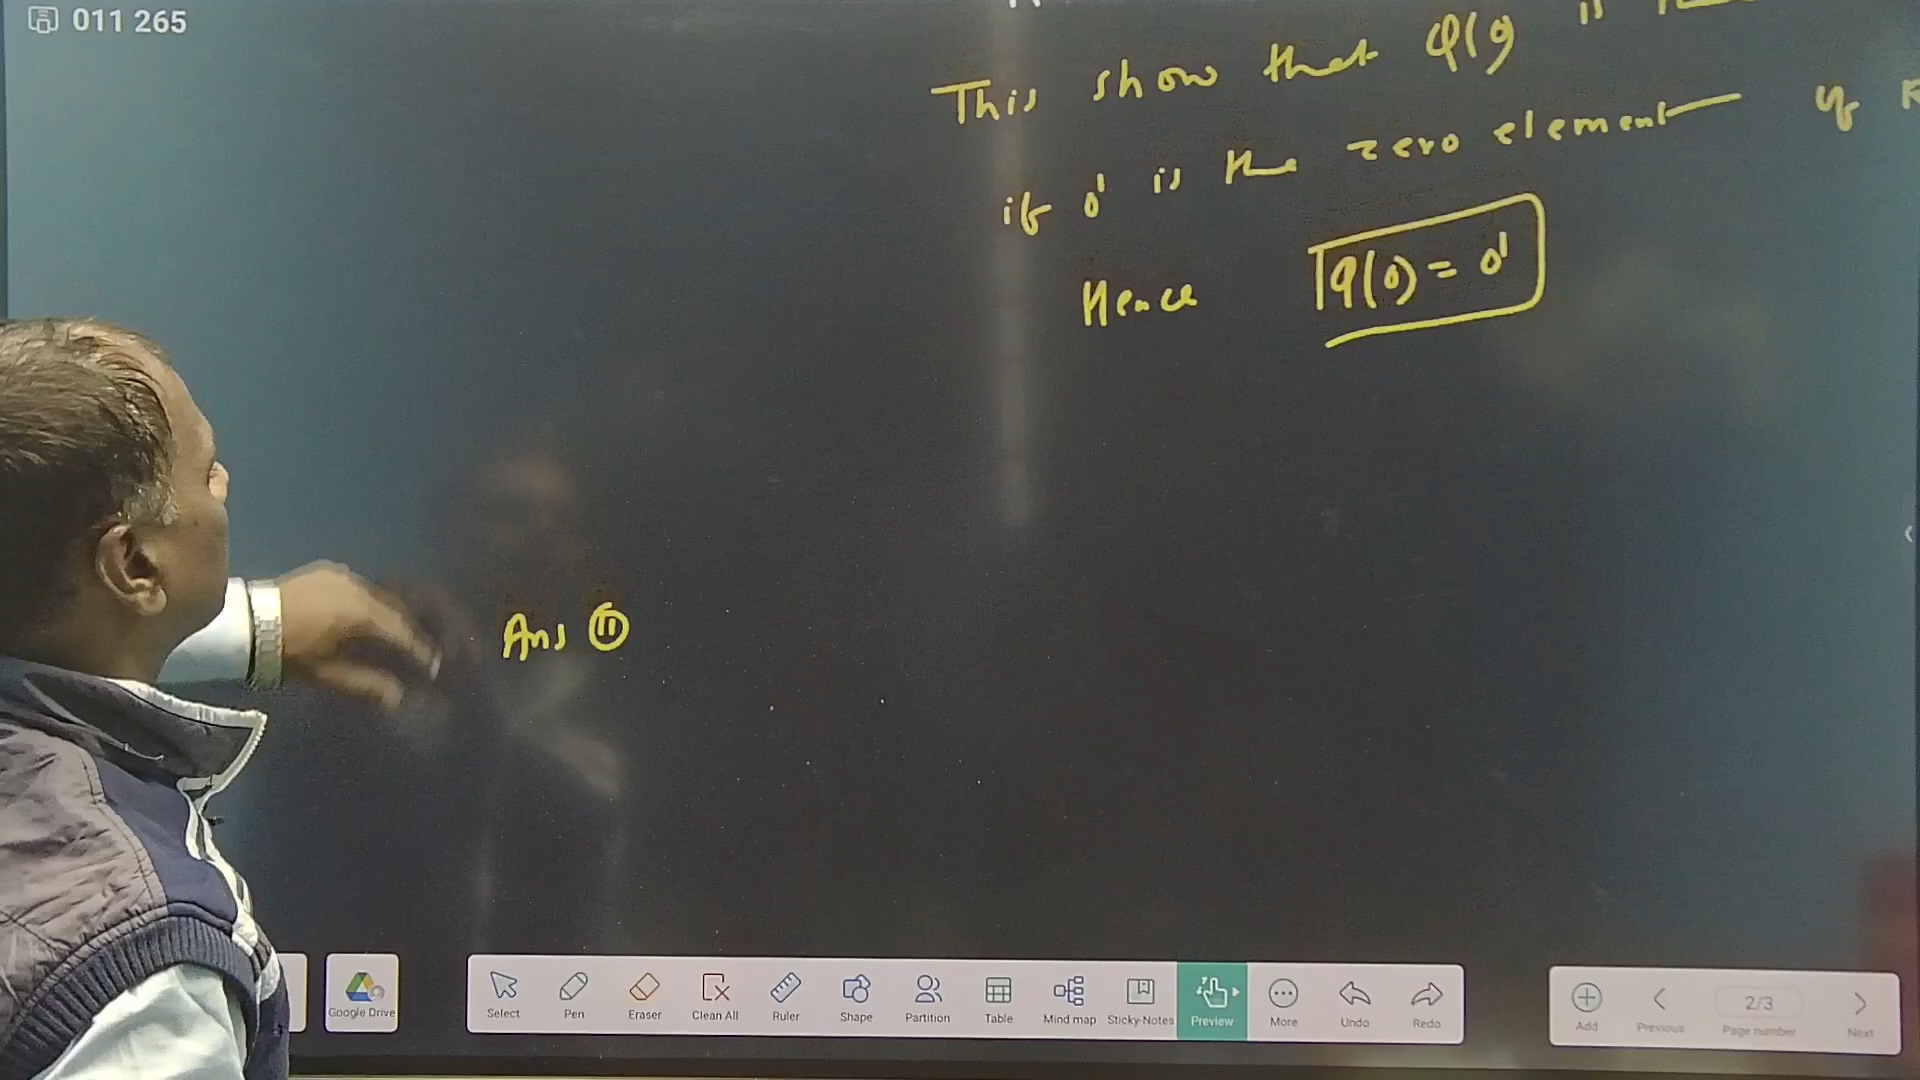 011 265
This show that φ(0) is
if 0' is the zero element of R
Hence φ(0) = 0'
Ans ⑪
Google Drive
Select Pen Eraser Clean All Ruler Shape Partition Table Mind map Sticky-Notes Preview More Undo Redo
Add Previous 2/3 Page number Next